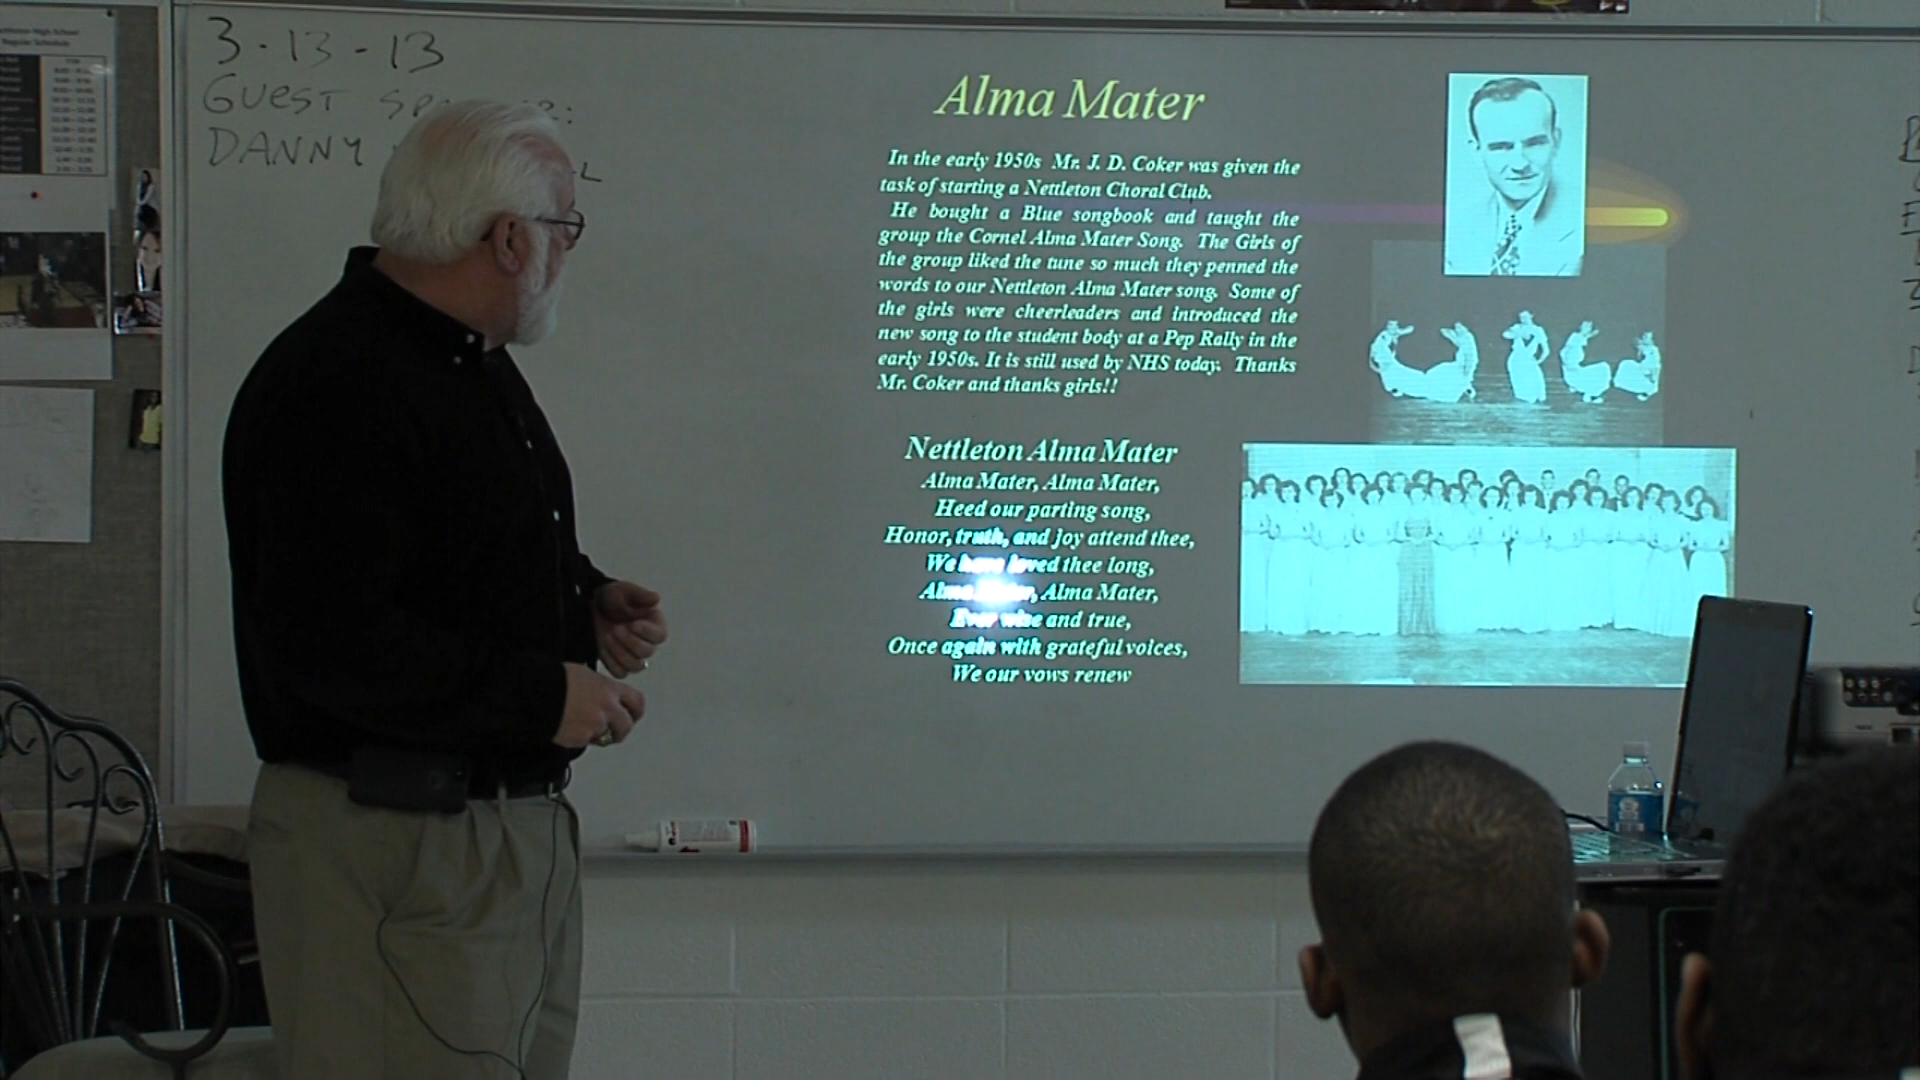 3-13-13
GUEST
DANNY
Alma Mater
In the early 1950s Mr. J. D. Coker was given the
task of starting a Nettleton Choral Club.
He bought a Blue songbook and taught the
group the Cornel Alma Mater Song. The Girls of
the group liked the tune so much they penned the
words to our Nettleton Alma Mater song. Some of
the girls were cheerleaders and introduced the
new song to the student body at a Pep Rally in the
early 1950s. It is still used by NHS today. Thanks
Mr. Coker and thanks girls!!
Nettleton Alma Mater
Alma Mater, Alma Mater,
Heed our parting song,
Honor, truth, and joy attend thee,
We have loved thee long,
Alma Mater, Alma Mater,
Ever wise and true,
Once again with grateful voices,
We our vows renew